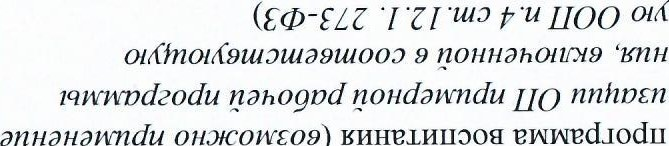 программа воспитания (возможно применение
изации ОП примерной рабочей программы
ния, включенной в соответствующую
ую ООП п.4 ст.12.1. 273-ФЗ)